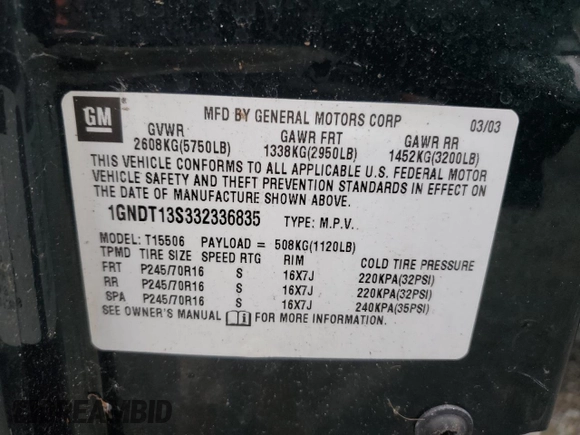 GM
MFD BY GENERAL MOTORS CORP 03/03
GVWR GAWR FRT GAWR RR
2608KG(5750LB) 1338KG(2950LB) 1452KG(3200LB)
THIS VEHICLE CONFORMS TO ALL APPLICABLE U.S. FEDERAL MOTOR
VEHICLE SAFETY AND THEFT PREVENTION STANDARDS IN EFFECT ON
THE DATE OF MANUFACTURE SHOWN ABOVE.
1GNDT13S332336835 TYPE: M.P.V.
MODEL: T15506 PAYLOAD = 508KG(1120LB)
TPMD TIRE SIZE SPEED RTG RIM COLD TIRE PRESSURE
FRT P245/70R16 S 16X7J 220KPA(32PSI)
RR P245/70R16 S 16X7J 220KPA(32PSI)
SPA P245/70R16 S 16X7J 240KPA(35PSI)
SEE OWNER'S MANUAL i FOR MORE INFORMATION.